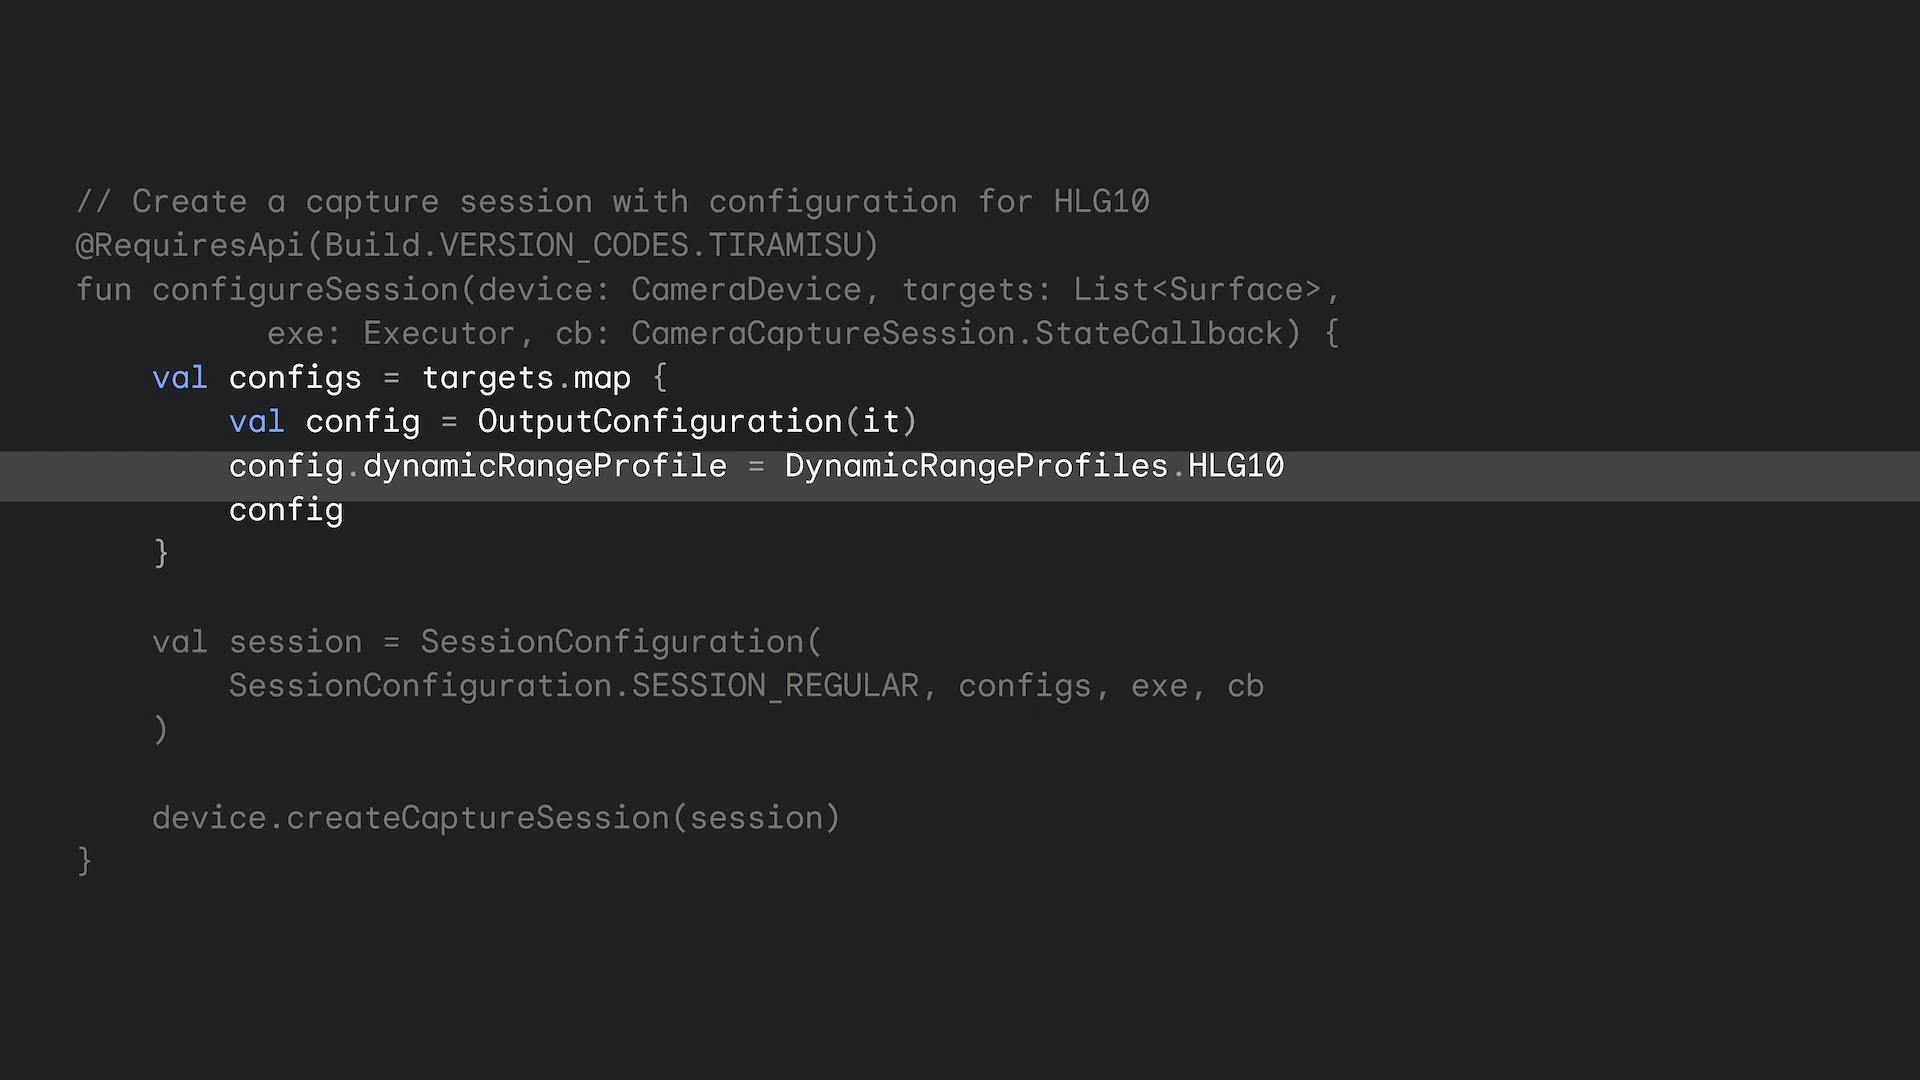 // Create a capture session with configuration for HLG10
@RequiresApi(Build.VERSION_CODES.TIRAMISU)
fun configureSession(device: CameraDevice, targets: List<Surface>,
          exe: Executor, cb: CameraCaptureSession.StateCallback) {
    val configs = targets.map {
        val config = OutputConfiguration(it)
        config.dynamicRangeProfile = DynamicRangeProfiles.HLG10
        config
    }

    val session = SessionConfiguration(
        SessionConfiguration.SESSION_REGULAR, configs, exe, cb
    )

    device.createCaptureSession(session)
}